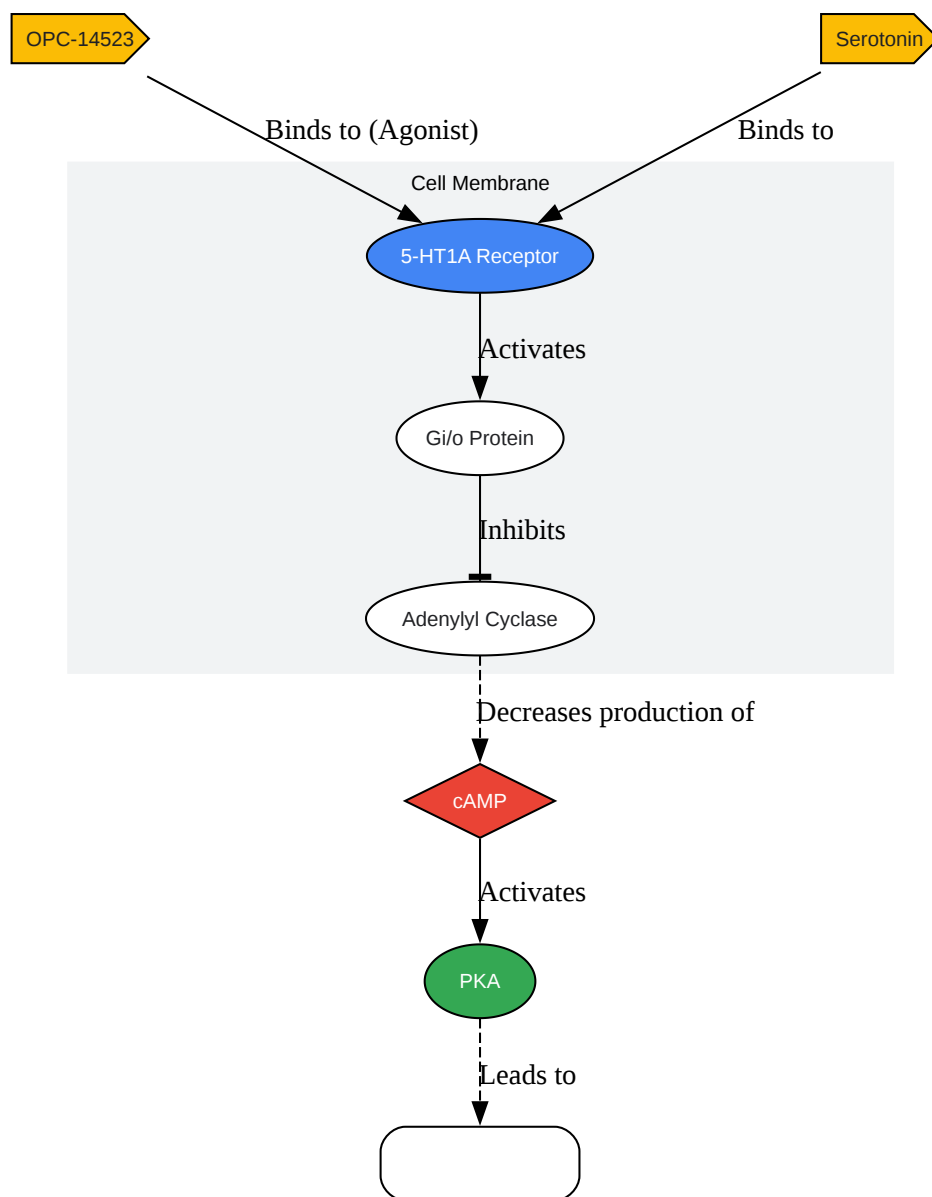 OPC-14523
Serotonin
Binds to (Agonist)
Binds to
Cell Membrane
5-HT1A Receptor
Activates
Gi/o Protein
Inhibits
Adenylyl Cyclase
Decreases production of
cAMP
Activates
PKA
Leads to